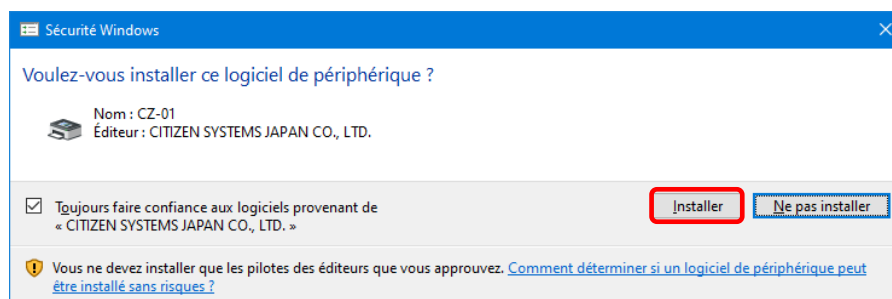 Sécurité Windows
Voulez-vous installer ce logiciel de périphérique ?
Nom : CZ-01
Éditeur : CITIZEN SYSTEMS JAPAN CO., LTD.
Toujours faire confiance aux logiciels provenant de
« CITIZEN SYSTEMS JAPAN CO., LTD. »
Installer
Ne pas installer
Vous ne devez installer que les pilotes des éditeurs que vous approuvez. Comment déterminer si un logiciel de périphérique peut
être installé sans risques ?